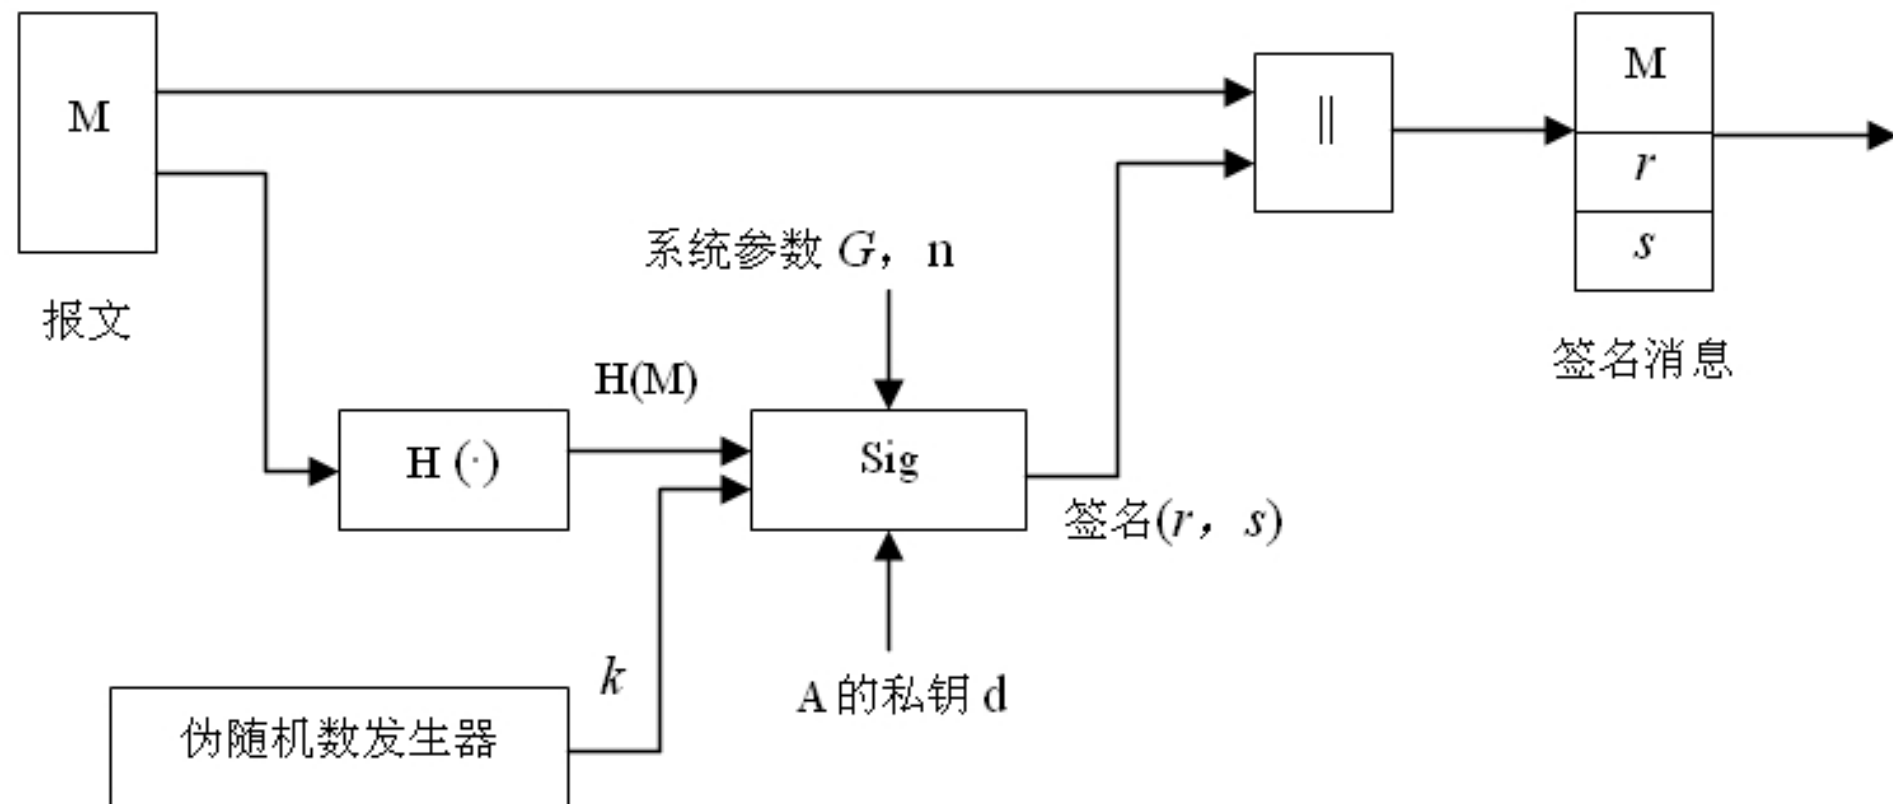 M
报文
H (·)
H(M)
系统参数 G，n
Sig
A 的私钥 d
k
伪随机数发生器
签名(r，s)
||
M
r
s
签名消息